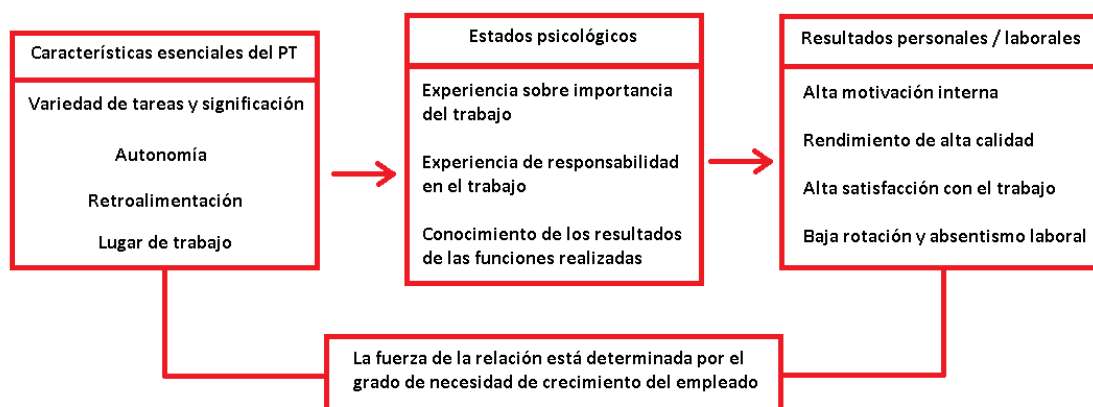 Características esenciales del PT
Variedad de tareas y significación
Autonomía
Retroalimentación
Lugar de trabajo
Estados psicológicos
Experiencia sobre importancia
del trabajo
Experiencia de responsabilidad
en el trabajo
Conocimiento de los resultados
de las funciones realizadas
Resultados personales / laborales
Alta motivación interna
Rendimiento de alta calidad
Alta satisfacción con el trabajo
Baja rotación y absentismo laboral
La fuerza de la relación está determinada por el
grado de necesidad de crecimiento del empleado